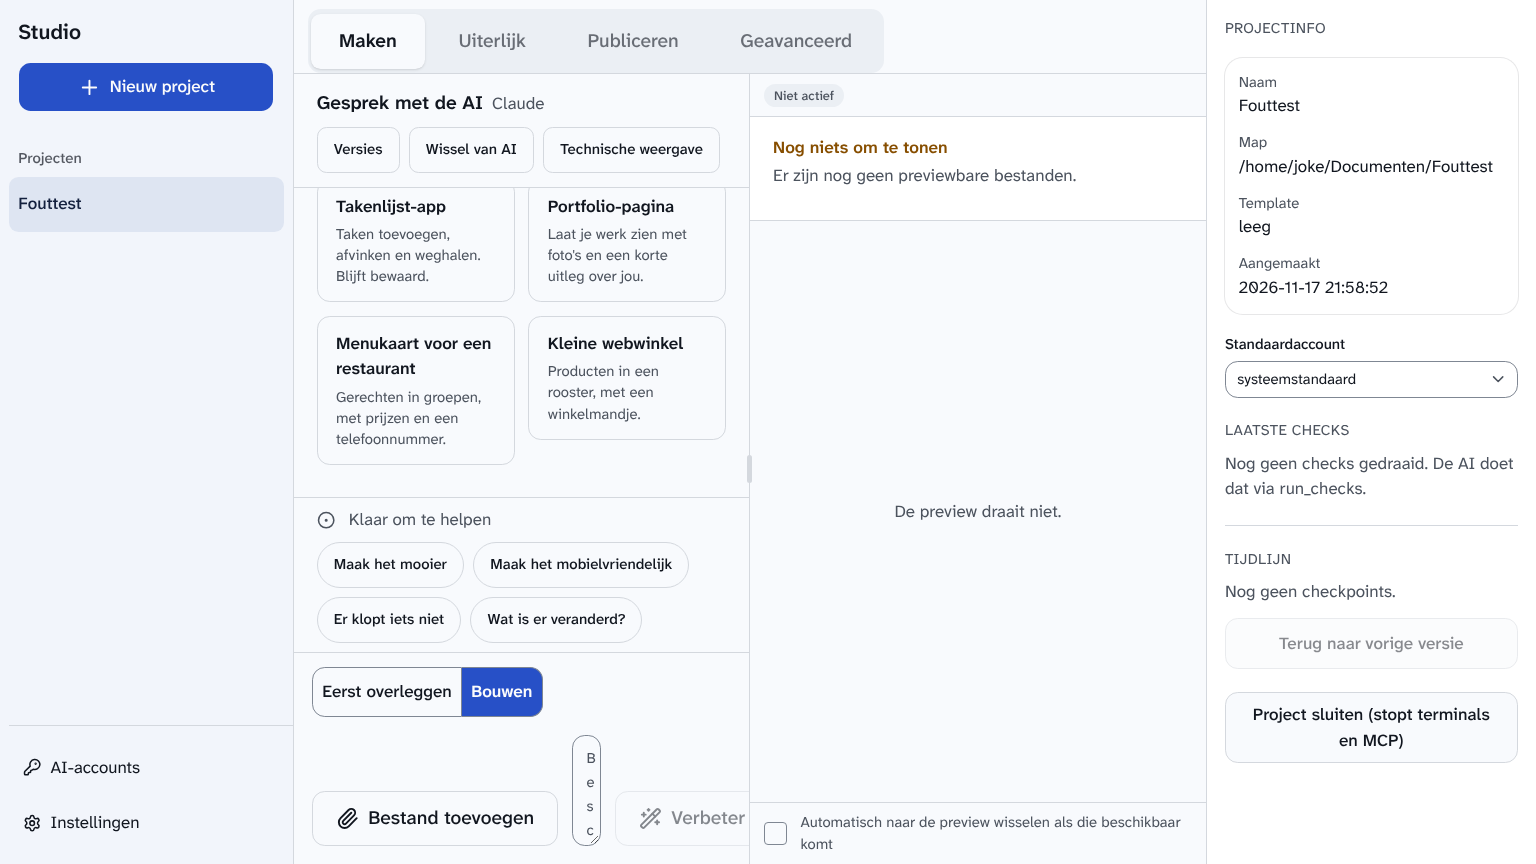 Studio
Nieuw project
Projecten
Fouttest
AI-accounts
Instellingen
Maken
Uiterlijk
Publiceren
Geavanceerd
Gesprek met de AI Claude
Versies
Wissel van AI
Technische weergave
Takenlijst-app
Taken toevoegen,
afvinken en weghalen.
Blijft bewaard.
Portfolio-pagina
Laat je werk zien met
foto's en een korte
uitleg over jou.
Menukaart voor een
restaurant
Gerechten in groepen,
met prijzen en een
telefoonnummer.
Kleine webwinkel
Producten in een
rooster, met een
winkelmandje.
Klaar om te helpen
Maak het mooier
Maak het mobielvriendelijk
Er klopt iets niet
Wat is er veranderd?
Eerst overleggen
Bouwen
Bestand toevoegen
B
e
s
c
Verbeter
Niet actief
Nog niets om te tonen
Er zijn nog geen previewbare bestanden.
De preview draait niet.
Automatisch naar de preview wisselen als die beschikbaar
komt
PROJECTINFO
Naam
Fouttest
Map
/home/joke/Documenten/Fouttest
Template
leeg
Aangemaakt
2026-11-17 21:58:52
Standaardaccount
systeemstandaard
LAATSTE CHECKS
Nog geen checks gedraaid. De AI doet
dat via run_checks.
TIJDLIJN
Nog geen checkpoints.
Terug naar vorige versie
Project sluiten (stopt terminals
en MCP)